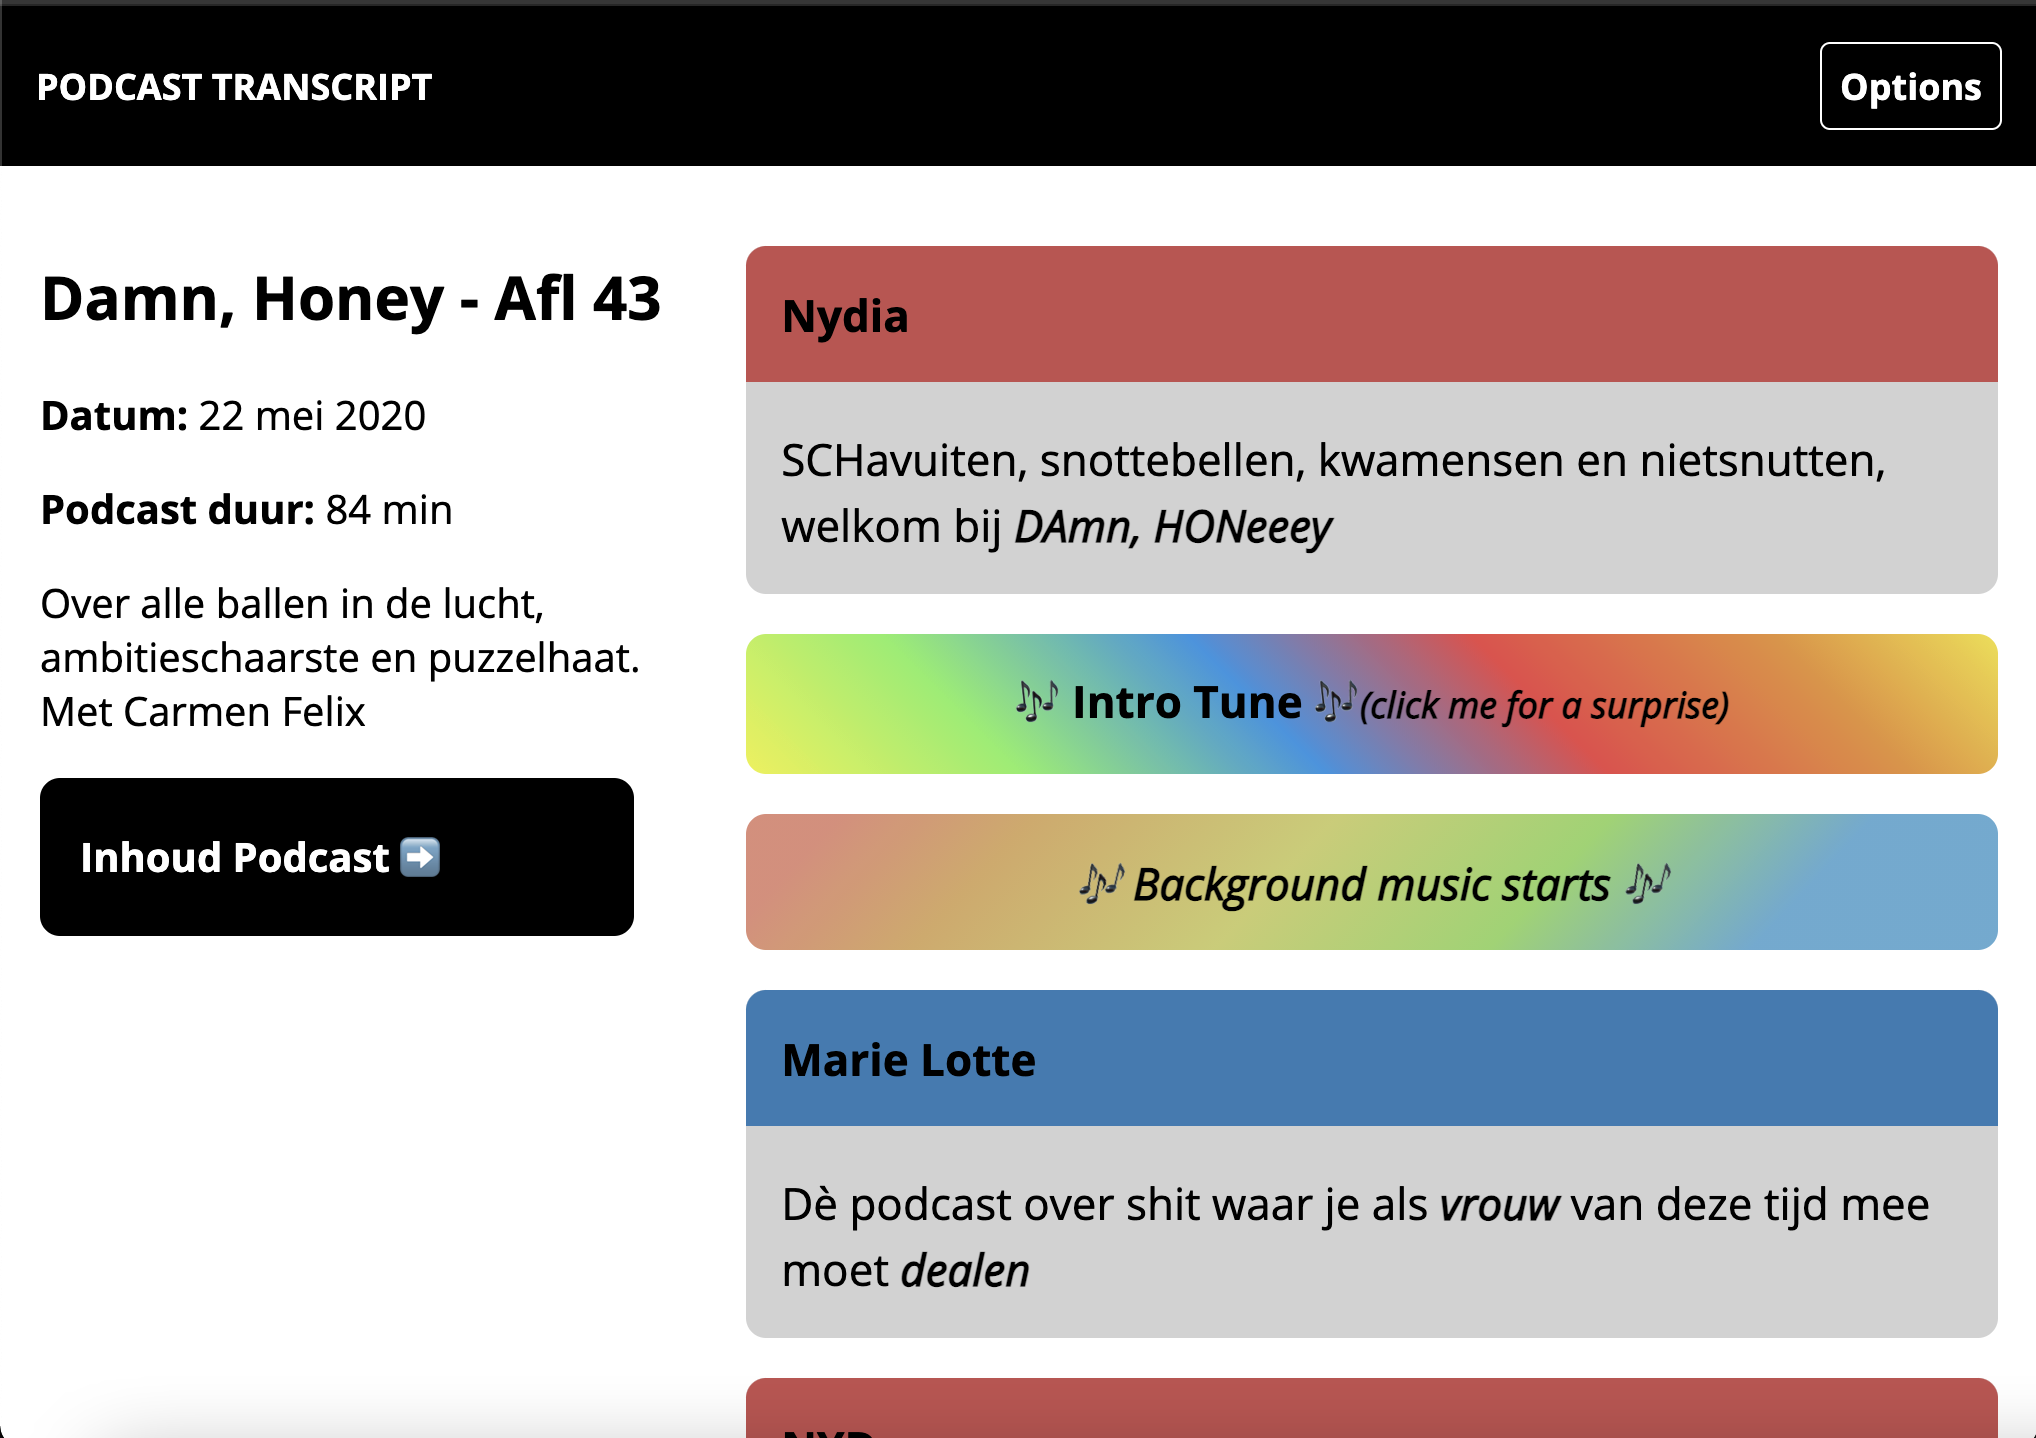 PODCAST TRANSCRIPT
Options
Damn, Honey - Afl 43
Datum: 22 mei 2020
Podcast duur: 84 min
Over alle ballen in de lucht,
ambitieschaarste en puzzelhaat.
Met Carmen Felix
Inhoud Podcast ➡️
Nydia
SCHavuiten, snottebellen, kwamensen en nietsnutten,
welkom bij DAmn, HONeeey
🎶 Intro Tune 🎶(click me for a surprise)
🎶 Background music starts 🎶
Marie Lotte
Dè podcast over shit waar je als vrouw van deze tijd mee
moet dealen